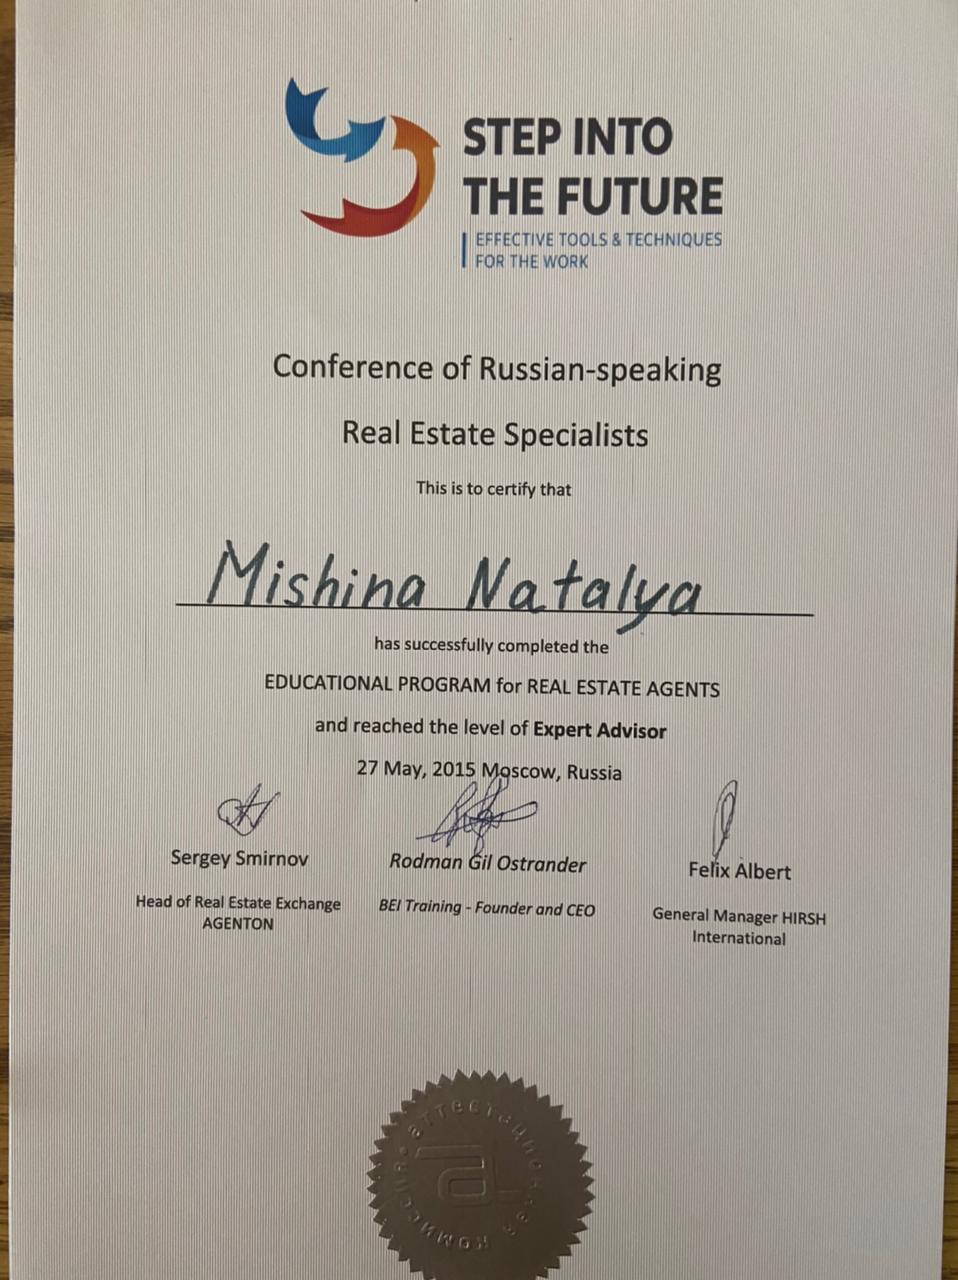 STEP INTO
THE FUTURE
EFFECTIVE TOOLS & TECHNIQUES
FOR THE WORK
Conference of Russian-speaking
Real Estate Specialists
This is to certify that
Mishina Natalya
has successfully completed the
EDUCATIONAL PROGRAM for REAL ESTATE AGENTS
and reached the level of Expert Advisor
27 May, 2015 Moscow, Russia
Sergey Smirnov
Head of Real Estate Exchange
AGENTON
Rodman Gil Ostrander
BEI Training - Founder and CEO
Felix Albert
General Manager HIRSH
International
аттестационная комиссия